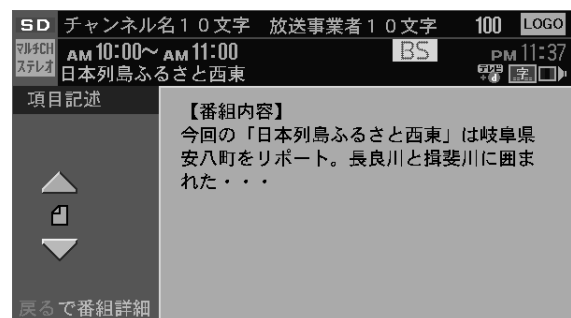 SD チャンネル名10文字 放送事業者10文字 100 LOGO
マルチCH ステレオ AM 10:00～AM 11:00 BS PM 11:37
日本列島ふるさと西東 テレビ+d 字
項目記述
【番組内容】
今回の「日本列島ふるさと西東」は岐阜県
安八町をリポート。長良川と揖斐川に囲ま
れた・・・
戻るで番組詳細